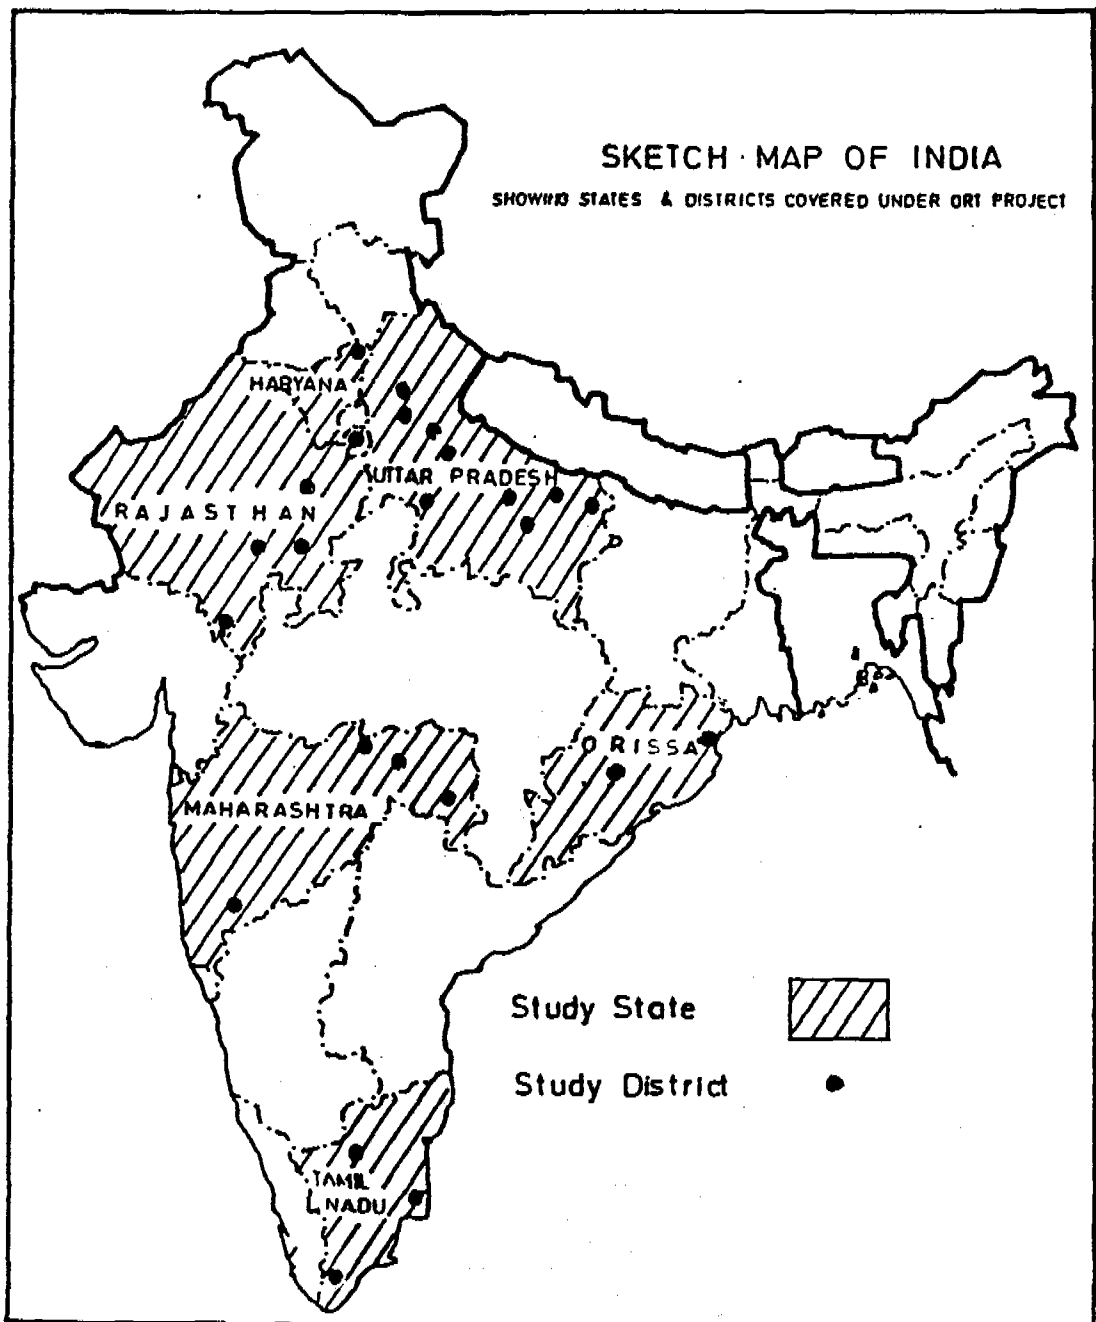 SKETCH MAP OF INDIA
SHOWING STATES & DISTRICTS COVERED UNDER ORT PROJECT
HARYANA
UTTAR PRADESH
RAJASTHAN
ORISSA
MAHARASHTRA
Study State
Study District
TAMIL
NADU